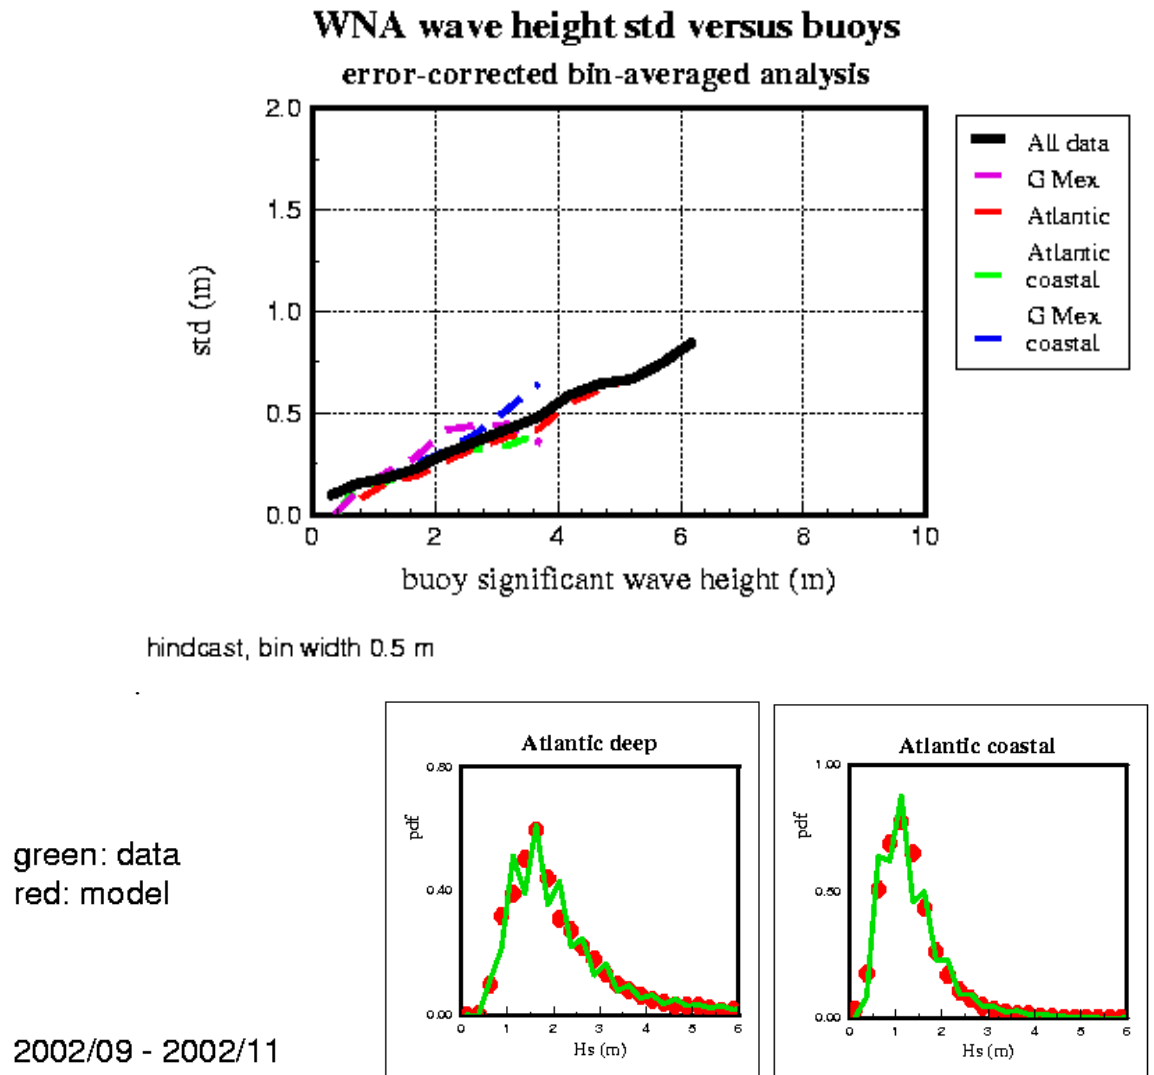 WNA wave height std versus buoys
error-corrected bin-averaged analysis
2.0
1.5
1.0
0.5
0.0
0 2 4 6 8 10
std (m)
buoy significant wave height (m)
All data
G Mex
Atlantic
Atlantic
coastal
G Mex
coastal
hindcast, bin width 0.5 m
green: data
red: model
2002/09 - 2002/11
Atlantic deep
0.80
0.40
0.00
pdf
0 1 2 3 4 5 6
Hs (m)
Atlantic coastal
1.00
0.50
0.00
pdf
0 1 2 3 4 5 6
Hs (m)